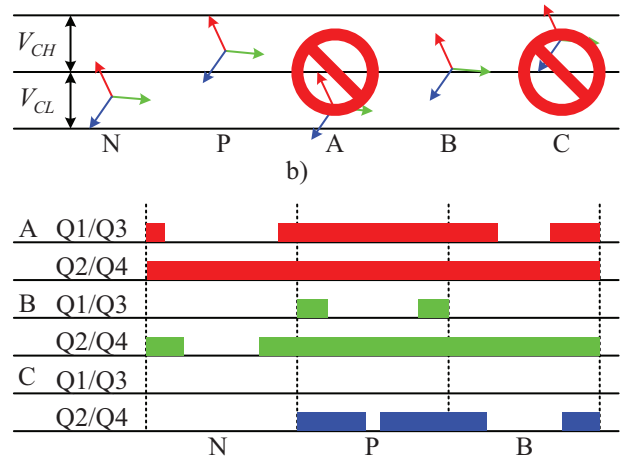 V_CH
V_CL
N P A B C
b)
A Q1/Q3
Q2/Q4
B Q1/Q3
Q2/Q4
C Q1/Q3
Q2/Q4
N P B